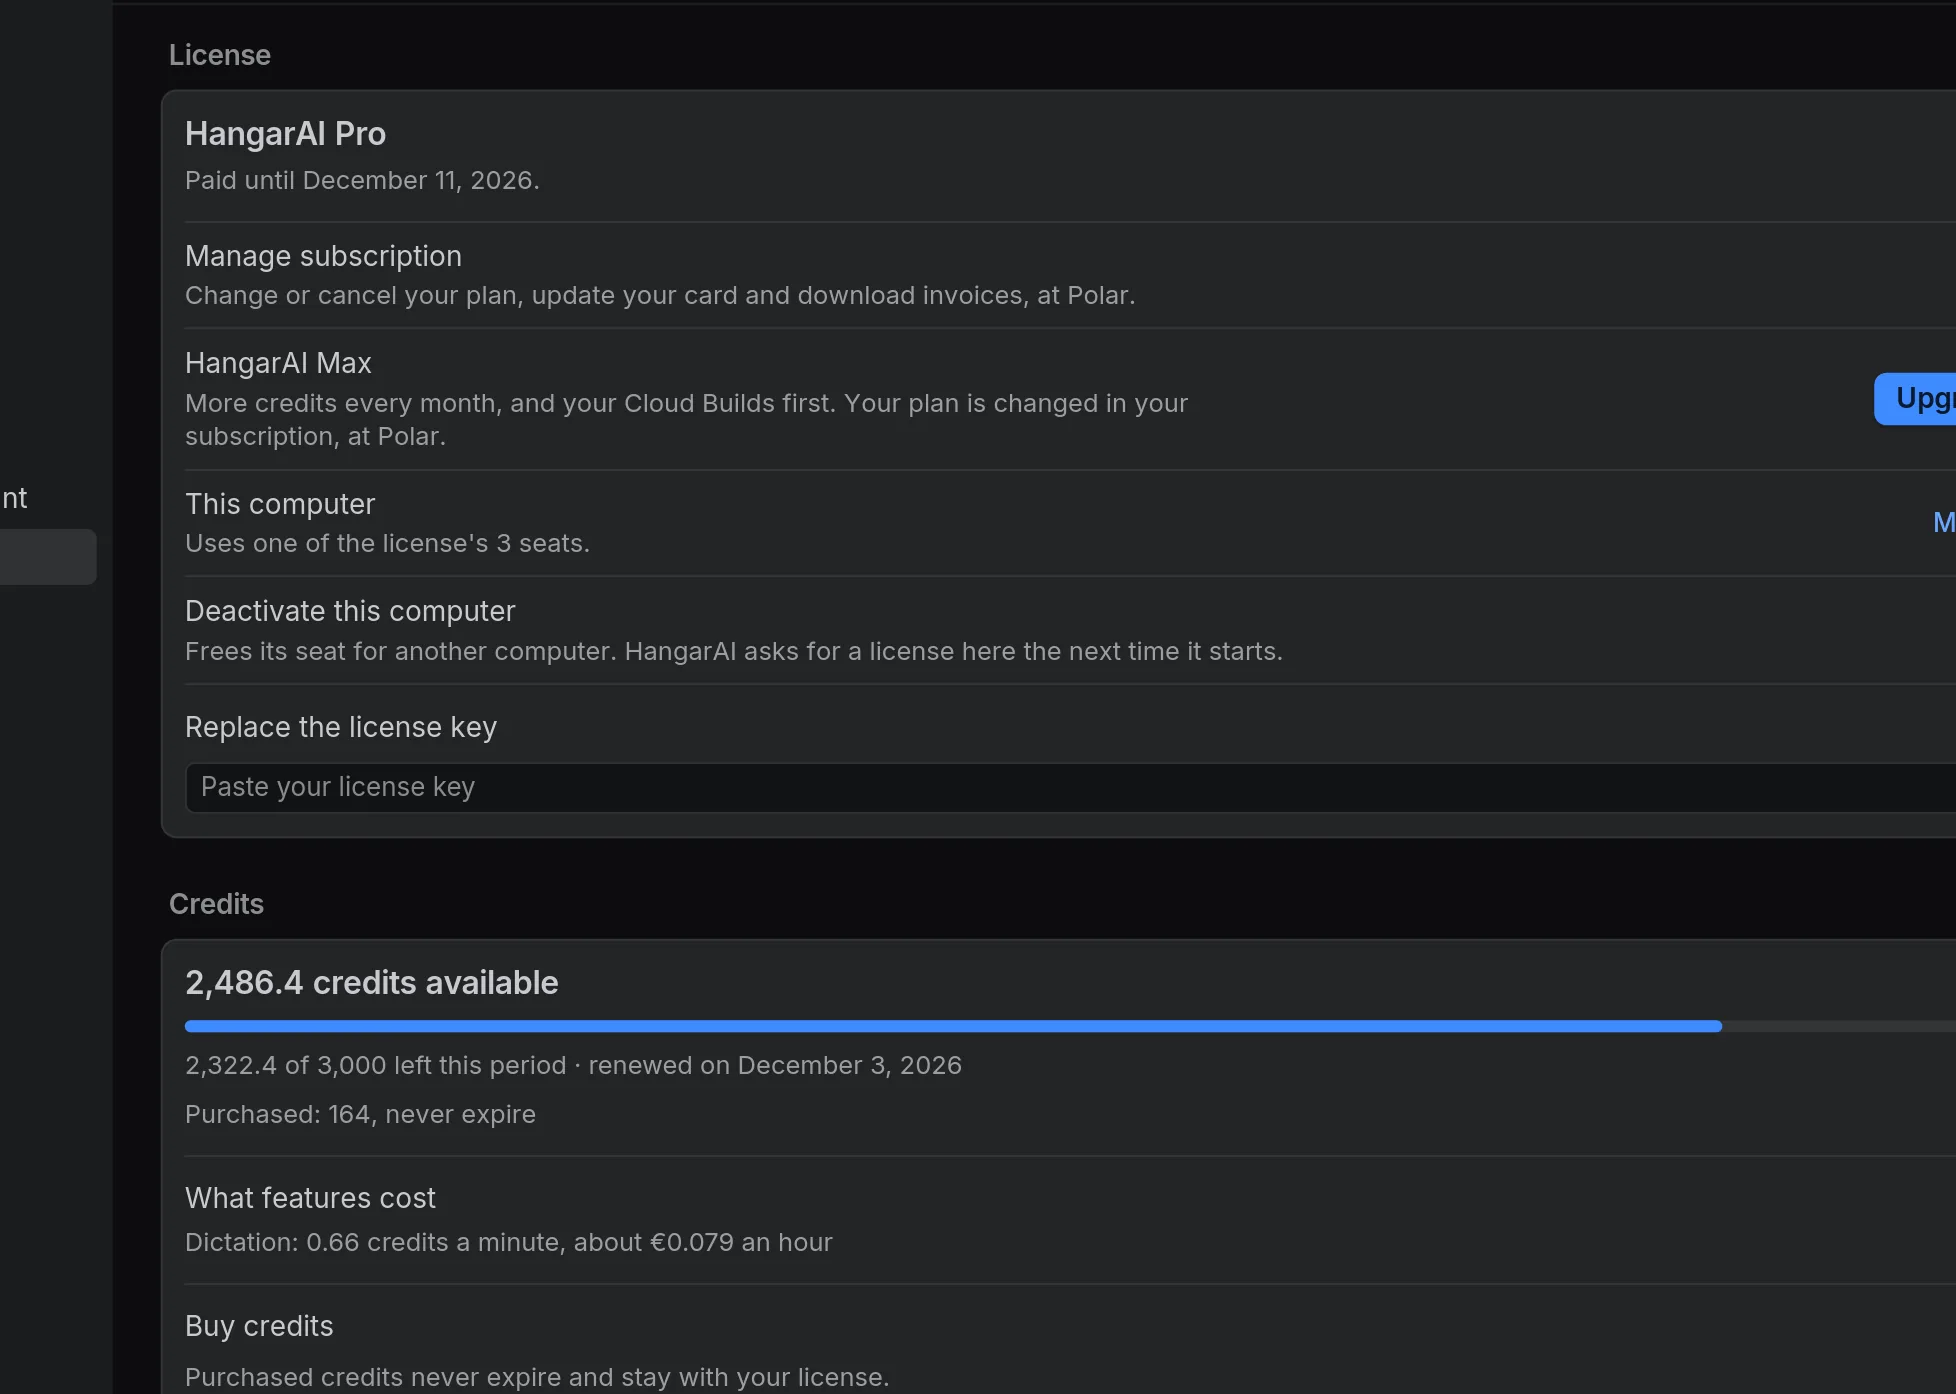 License
HangarAI Pro
Paid until December 11, 2026.
Manage subscription
Change or cancel your plan, update your card and download invoices, at Polar.
HangarAI Max
More credits every month, and your Cloud Builds first. Your plan is changed in your
subscription, at Polar.
Upgr
nt
This computer
M
Uses one of the license's 3 seats.
Deactivate this computer
Frees its seat for another computer. HangarAI asks for a license here the next time it starts.
Replace the license key
Paste your license key
Credits
2,486.4 credits available
2,322.4 of 3,000 left this period · renewed on December 3, 2026
Purchased: 164, never expire
What features cost
Dictation: 0.66 credits a minute, about €0.079 an hour
Buy credits
Purchased credits never expire and stay with your license.